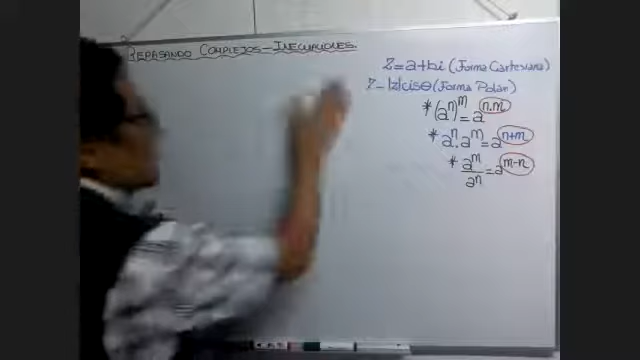 REPASANDO COMPLEJOS-INECUACIONES
Z=a+bi (Forma Cartesiana)
Z=|z|cisθ (Forma Polar)
*(a^n)^m = a^(n.m)
*a^n.a^m = a^(n+m)
*a^m/a^n = a^(m-n)